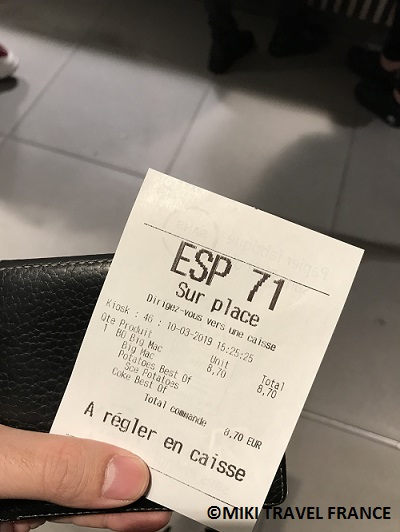 ESP 71
Sur place
Dirigez-vous vers une caisse
Kiosk : 46 : 10-03-2019 15:25:25
Qte Produit Unit Total
1 BO Big Mac 8,70 8,70
Big Mac
Potatoes Best Of
Sce Potatoes
Coke Best Of
Total commande 8,70 EUR
A régler en caisse
©MIKI TRAVEL FRANCE